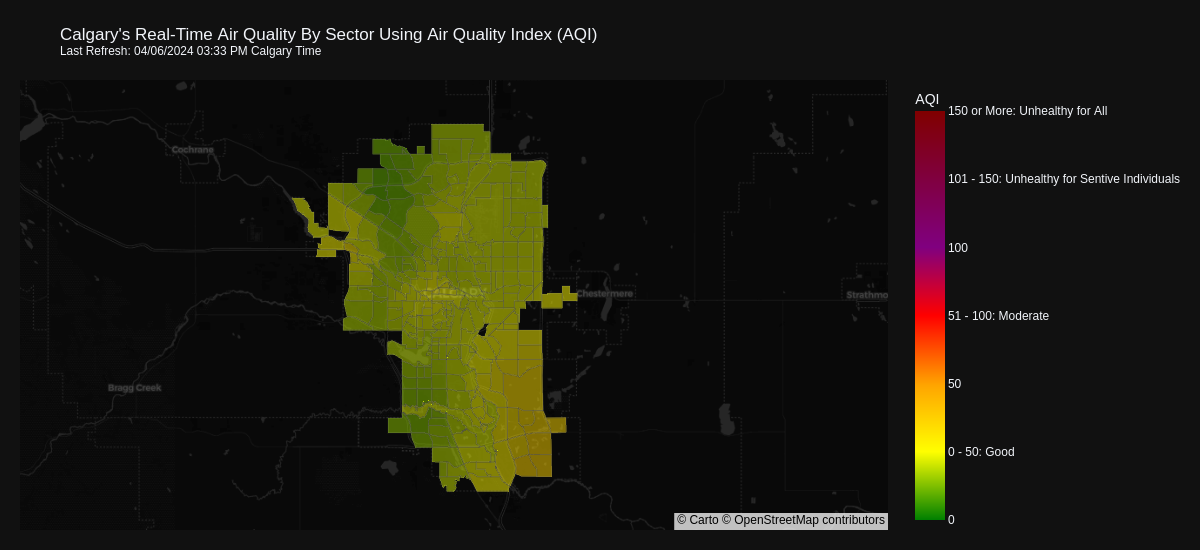 Calgary's Real-Time Air Quality By Sector Using Air Quality Index (AQI)
Last Refresh: 04/06/2024 03:33 PM Calgary Time
AQI
150 or More: Unhealthy for All
Cochrane
101 - 150: Unhealthy for Sentive Individuals
100
CALGARY
Chestermere
Strathmo
51 - 100: Moderate
50
Bragg Creek
0 - 50: Good
0
© Carto © OpenStreetMap contributors